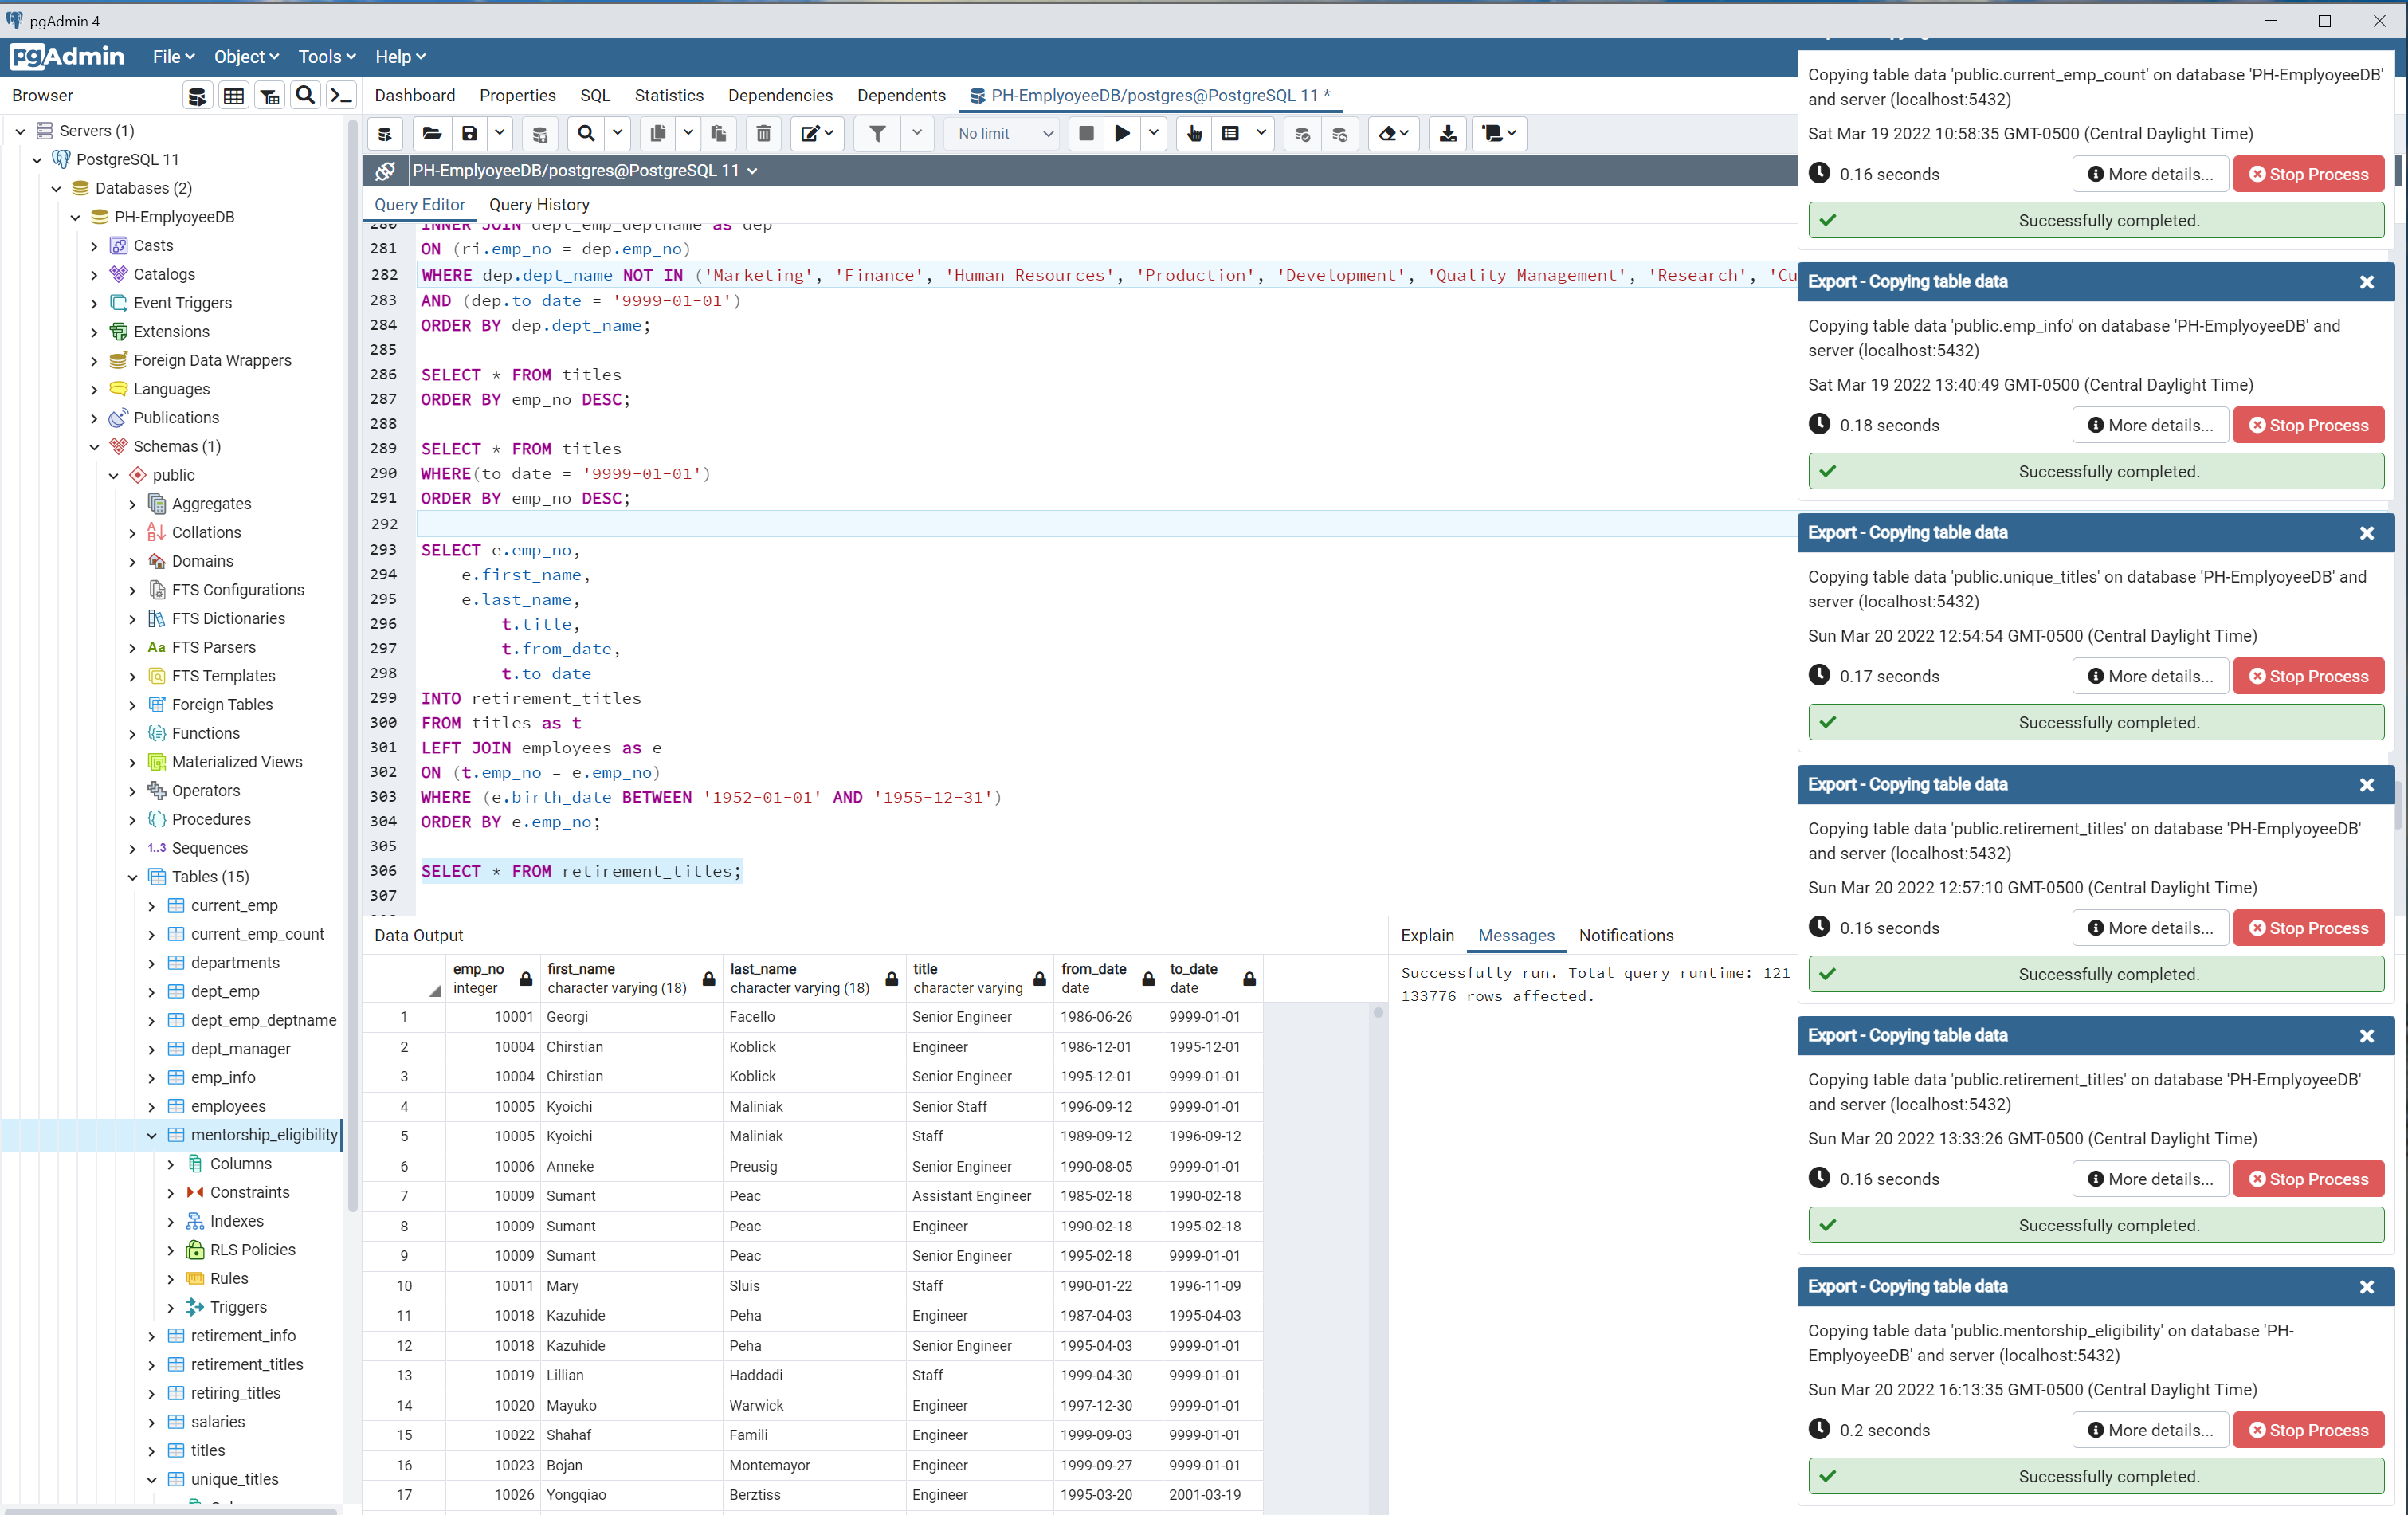 pgAdmin 4
pgAdmin File Object Tools Help
Browser
Dashboard Properties SQL Statistics Dependencies Dependents PH-EmplyoyeeDB/postgres@PostgreSQL 11 *
No limit
PH-EmplyoyeeDB/postgres@PostgreSQL 11
Servers (1)
PostgreSQL 11
Databases (2)
PH-EmplyoyeeDB
Casts
Catalogs
Event Triggers
Extensions
Foreign Data Wrappers
Languages
Publications
Schemas (1)
public
Aggregates
Collations
Domains
FTS Configurations
FTS Dictionaries
Aa FTS Parsers
FTS Templates
Foreign Tables
Functions
Materialized Views
Operators
Procedures
1..3 Sequences
Tables (15)
current_emp
current_emp_count
departments
dept_emp
dept_emp_deptname
dept_manager
emp_info
employees
mentorship_eligibility
Columns
Constraints
Indexes
RLS Policies
Rules
Triggers
retirement_info
retirement_titles
retiring_titles
salaries
titles
unique_titles
Query Editor Query History
280 INNER JOIN dept_emp_deptname as dep
281 ON (ri.emp_no = dep.emp_no)
282 WHERE dep.dept_name NOT IN ('Marketing', 'Finance', 'Human Resources', 'Production', 'Development', 'Quality Management', 'Research', 'Cu
283 AND (dep.to_date = '9999-01-01')
284 ORDER BY dep.dept_name;
285
286 SELECT * FROM titles
287 ORDER BY emp_no DESC;
288
289 SELECT * FROM titles
290 WHERE(to_date = '9999-01-01')
291 ORDER BY emp_no DESC;
292
293 SELECT e.emp_no,
294 e.first_name,
295 e.last_name,
296 t.title,
297 t.from_date,
298 t.to_date
299 INTO retirement_titles
300 FROM titles as t
301 LEFT JOIN employees as e
302 ON (t.emp_no = e.emp_no)
303 WHERE (e.birth_date BETWEEN '1952-01-01' AND '1955-12-31')
304 ORDER BY e.emp_no;
305
306 SELECT * FROM retirement_titles;
307
Data Output
emp_no first_name last_name title from_date to_date
integer character varying (18) character varying (18) character varying date date
1 10001 Georgi Facello Senior Engineer 1986-06-26 9999-01-01
2 10004 Chirstian Koblick Engineer 1986-12-01 1995-12-01
3 10004 Chirstian Koblick Senior Engineer 1995-12-01 9999-01-01
4 10005 Kyoichi Maliniak Senior Staff 1996-09-12 9999-01-01
5 10005 Kyoichi Maliniak Staff 1989-09-12 1996-09-12
6 10006 Anneke Preusig Senior Engineer 1990-08-05 9999-01-01
7 10009 Sumant Peac Assistant Engineer 1985-02-18 1990-02-18
8 10009 Sumant Peac Engineer 1990-02-18 1995-02-18
9 10009 Sumant Peac Senior Engineer 1995-02-18 9999-01-01
10 10011 Mary Sluis Staff 1990-01-22 1996-11-09
11 10018 Kazuhide Peha Engineer 1987-04-03 1995-04-03
12 10018 Kazuhide Peha Senior Engineer 1995-04-03 9999-01-01
13 10019 Lillian Haddadi Staff 1999-04-30 9999-01-01
14 10020 Mayuko Warwick Engineer 1997-12-30 9999-01-01
15 10022 Shahaf Famili Engineer 1999-09-03 9999-01-01
16 10023 Bojan Montemayor Engineer 1999-09-27 9999-01-01
17 10026 Yongqiao Berztiss Engineer 1995-03-20 2001-03-19
Explain Messages Notifications
Successfully run. Total query runtime: 121
133776 rows affected.
Copying table data 'public.current_emp_count' on database 'PH-EmplyoyeeDB'
and server (localhost:5432)
Sat Mar 19 2022 10:58:35 GMT-0500 (Central Daylight Time)
0.16 seconds More details... Stop Process
Successfully completed.
Export - Copying table data
Copying table data 'public.emp_info' on database 'PH-EmplyoyeeDB' and
server (localhost:5432)
Sat Mar 19 2022 13:40:49 GMT-0500 (Central Daylight Time)
0.18 seconds More details... Stop Process
Successfully completed.
Export - Copying table data
Copying table data 'public.unique_titles' on database 'PH-EmplyoyeeDB' and
server (localhost:5432)
Sun Mar 20 2022 12:54:54 GMT-0500 (Central Daylight Time)
0.17 seconds More details... Stop Process
Successfully completed.
Export - Copying table data
Copying table data 'public.retirement_titles' on database 'PH-EmplyoyeeDB'
and server (localhost:5432)
Sun Mar 20 2022 12:57:10 GMT-0500 (Central Daylight Time)
0.16 seconds More details... Stop Process
Successfully completed.
Export - Copying table data
Copying table data 'public.retirement_titles' on database 'PH-EmplyoyeeDB'
and server (localhost:5432)
Sun Mar 20 2022 13:33:26 GMT-0500 (Central Daylight Time)
0.16 seconds More details... Stop Process
Successfully completed.
Export - Copying table data
Copying table data 'public.mentorship_eligibility' on database 'PH-
EmplyoyeeDB' and server (localhost:5432)
Sun Mar 20 2022 16:13:35 GMT-0500 (Central Daylight Time)
0.2 seconds More details... Stop Process
Successfully completed.